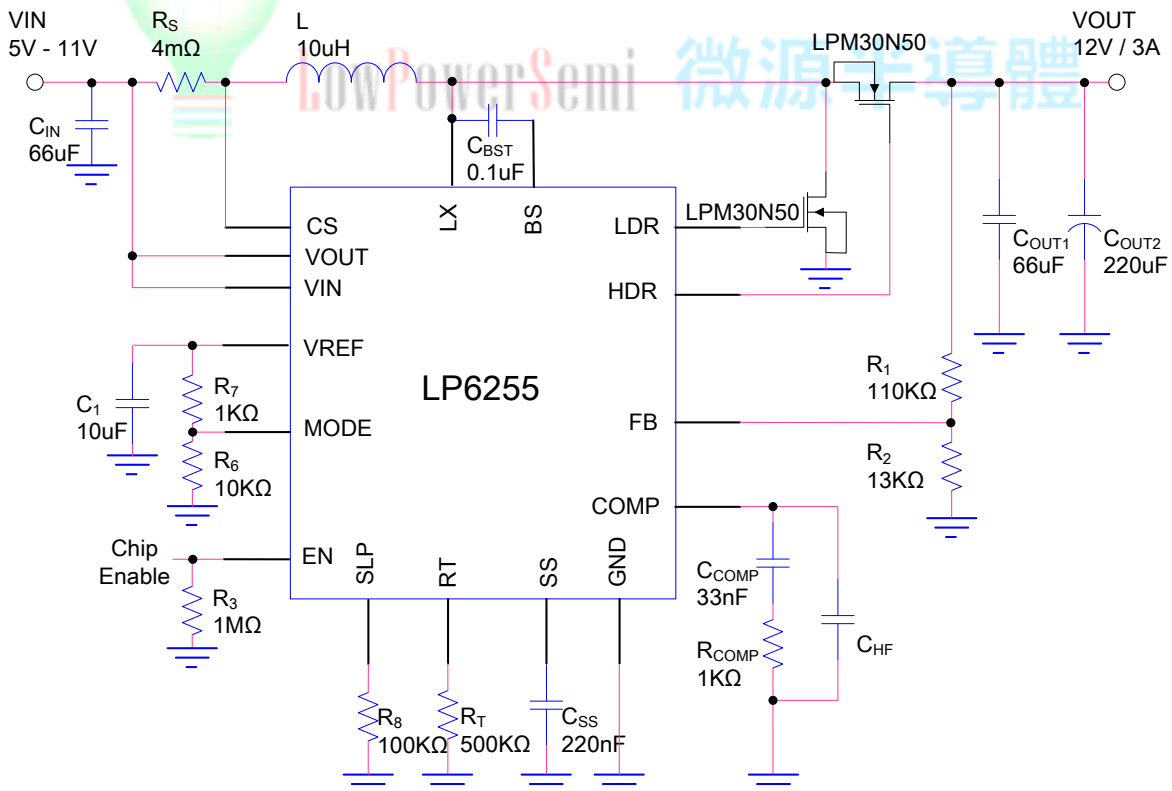 VIN
5V - 11V
RS
4mΩ
L
10uH
LPM30N50
VOUT
12V / 3A
LowPowerSemi 微源半導體
CIN
66uF
CBST
0.1uF
LX
BS
CS
VOUT
VIN
LDR
LPM30N50
HDR
COUT1
66uF
COUT2
220uF
VREF
R7
1KΩ
C1
10uF
MODE
R6
10KΩ
LP6255
R1
110KΩ
FB
R2
13KΩ
COMP
Chip
Enable
EN
R3
1MΩ
SLP
RT
SS
GND
CCOMP
33nF
RCOMP
1KΩ
CHF
R8
100KΩ
RT
500KΩ
CSS
220nF